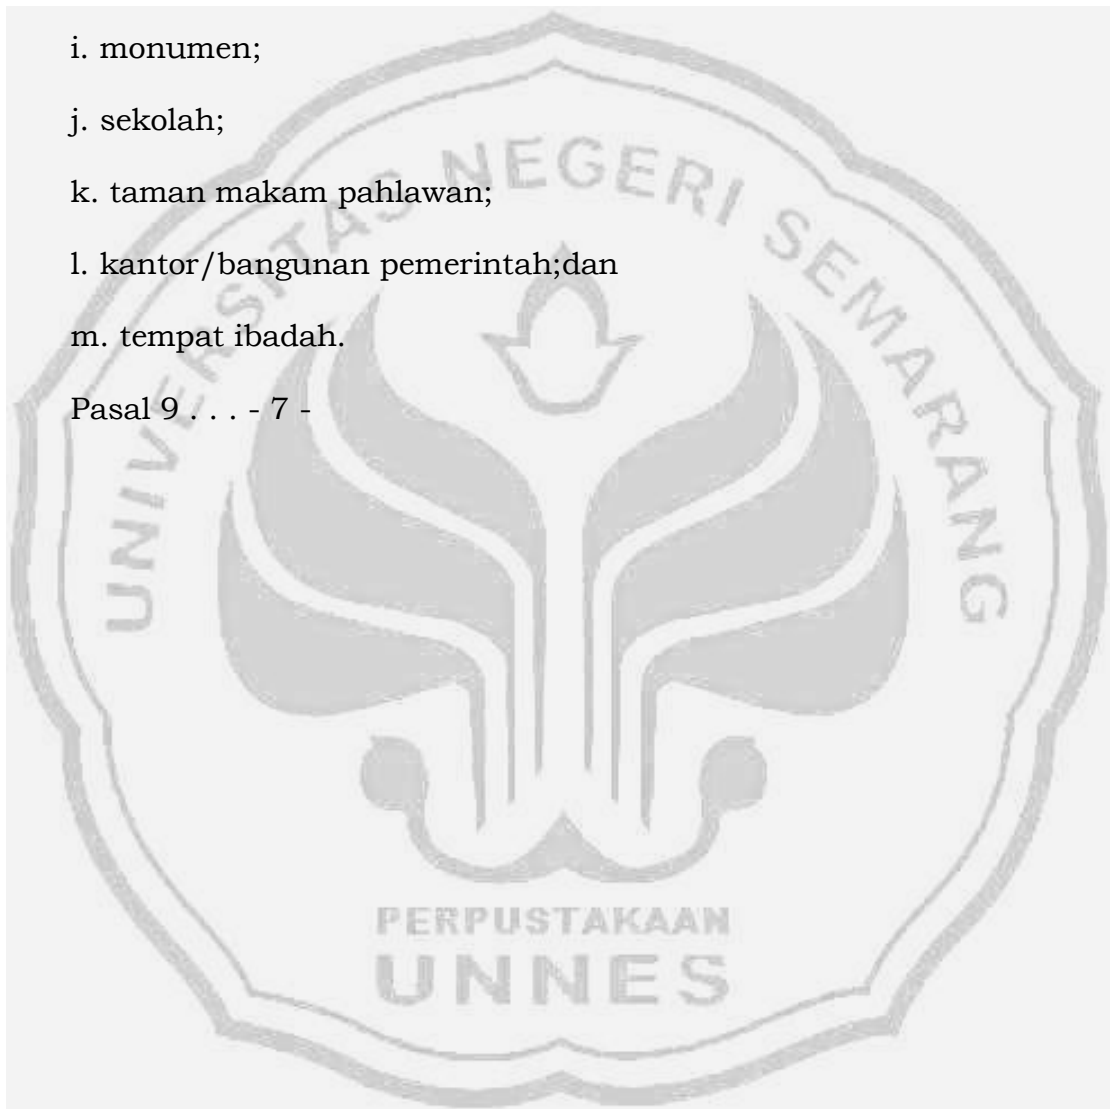 i. monumen;
j. sekolah;
k. taman makam pahlawan;
l. kantor/bangunan pemerintah;dan
m. tempat ibadah.
Pasal 9 . . . - 7 -
UNIVERSITAS NEGERI SEMARANG
PERPUSTAKAAN
UNNES